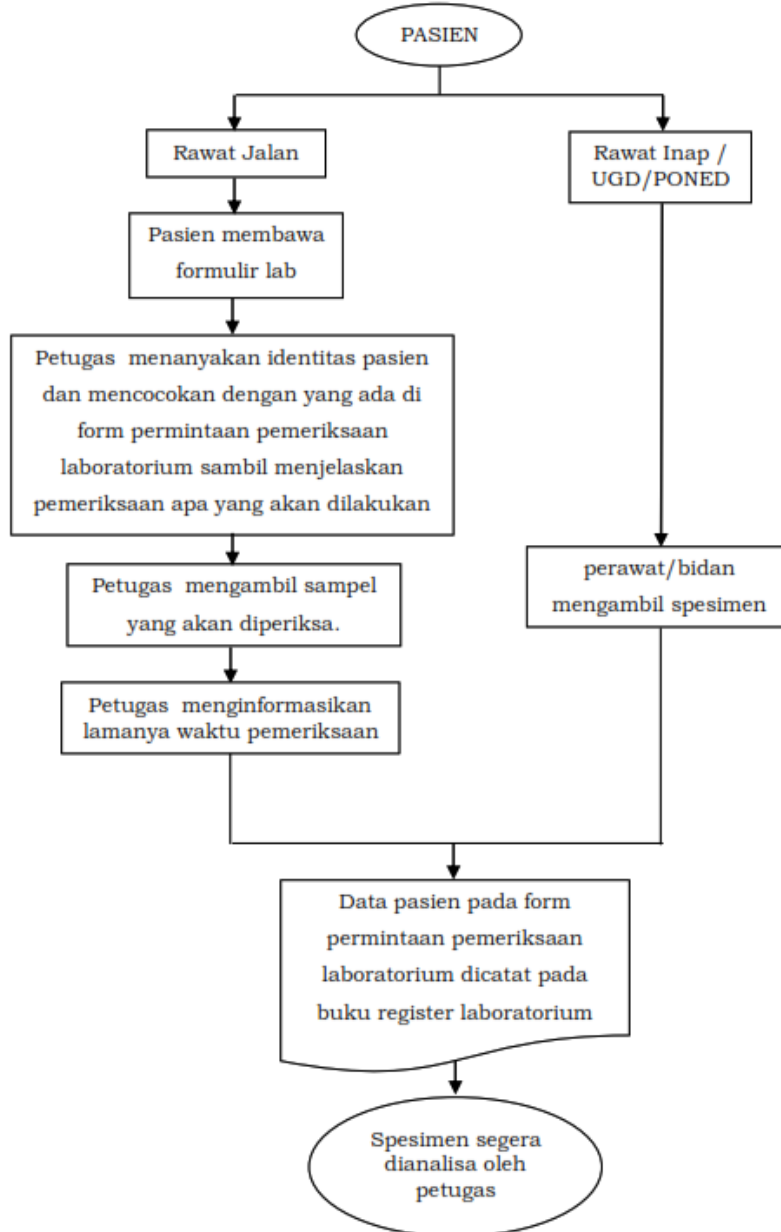 PASIEN
Rawat Jalan
Rawat Inap /
UGD/PONED
Pasien membawa
formulir lab
Petugas menanyakan identitas pasien
dan mencocokan dengan yang ada di
form permintaan pemeriksaan
laboratorium sambil menjelaskan
pemeriksaan apa yang akan dilakukan
Petugas mengambil sampel
yang akan diperiksa.
perawat/bidan
mengambil spesimen
Petugas menginformasikan
lamanya waktu pemeriksaan
Data pasien pada form
permintaan pemeriksaan
laboratorium dicatat pada
buku register laboratorium
Spesimen segera
dianalisa oleh
petugas